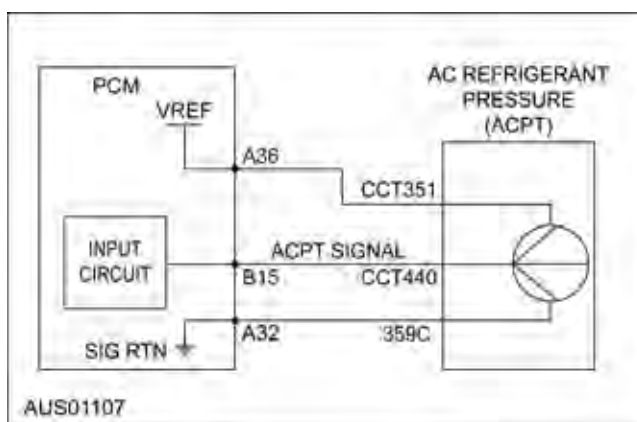 PCM
VREF
AC REFRIGERANT
PRESSURE
(ACPT)
A36
CCT351
INPUT
CIRCUIT
ACPT SIGNAL
B15
CCT440
A32
359C
SIG RTN
AUS01107